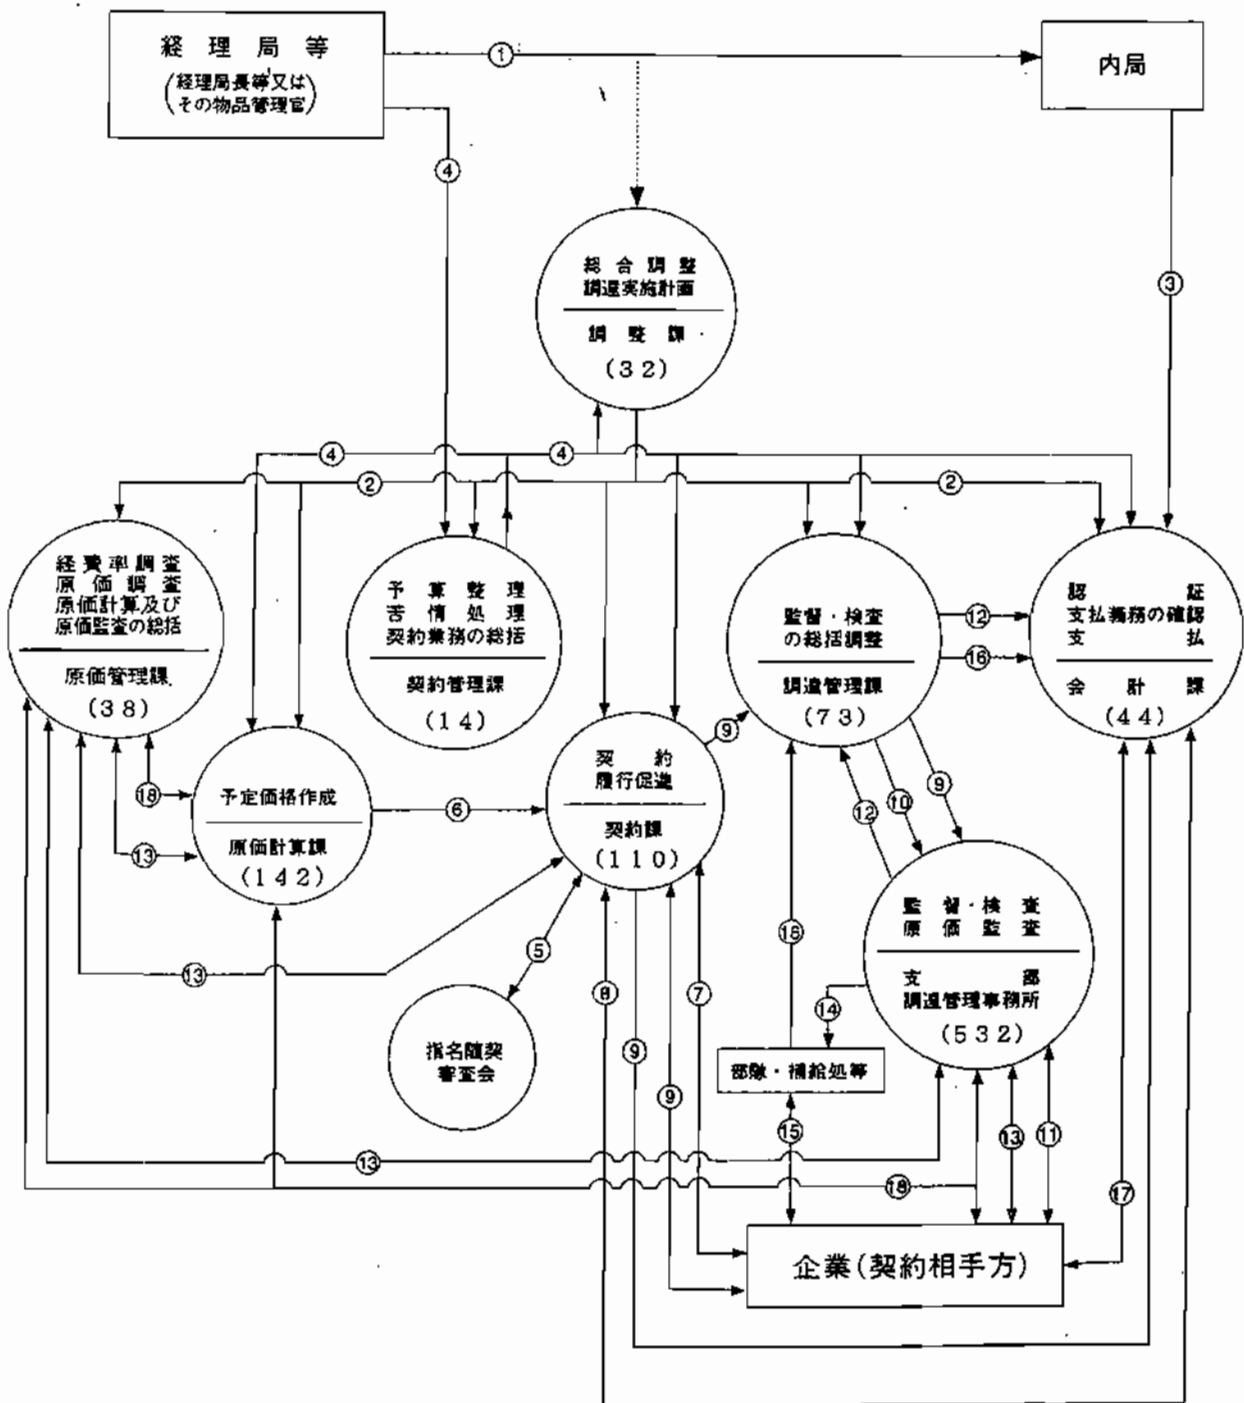 経理局等
(経理局長等又は
その物品管理官)
①
内局
④
③
総合調整
調達実施計画
調整課
(32)
④
④
②
②
経費率調査
原価調査
原価計算及び
原価監査の総括
原価管理課
(38)
予算整理
苦情処理
契約業務の総括
契約管理課
(14)
監督・検査
の総括調整
調達管理課
(73)
⑫
⑯
認証
支払義務の確認
支払
会計課
(44)
⑨
契約
履行促進
契約課
(110)
⑱
予定価格作成
原価計算課
(142)
⑥
⑬
⑫
⑩
⑨
監督・検査
原価監査
支部
調達管理事務所
(532)
⑬
⑤
⑧
⑦
⑭
指名随契
審査会
⑨
⑨
部隊・補給処等
⑮
⑬
⑪
⑬
⑱
⑰
企業(契約相手方)